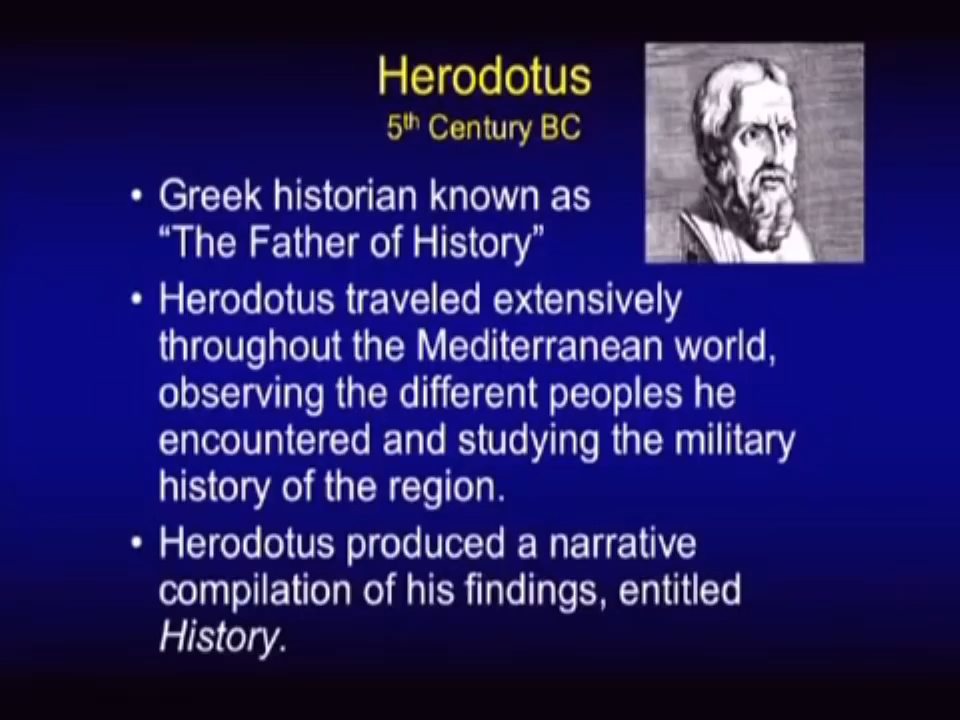 Herodotus
5th Century BC
• Greek historian known as
“The Father of History”
• Herodotus traveled extensively
throughout the Mediterranean world,
observing the different peoples he
encountered and studying the military
history of the region.
• Herodotus produced a narrative
compilation of his findings, entitled
History.